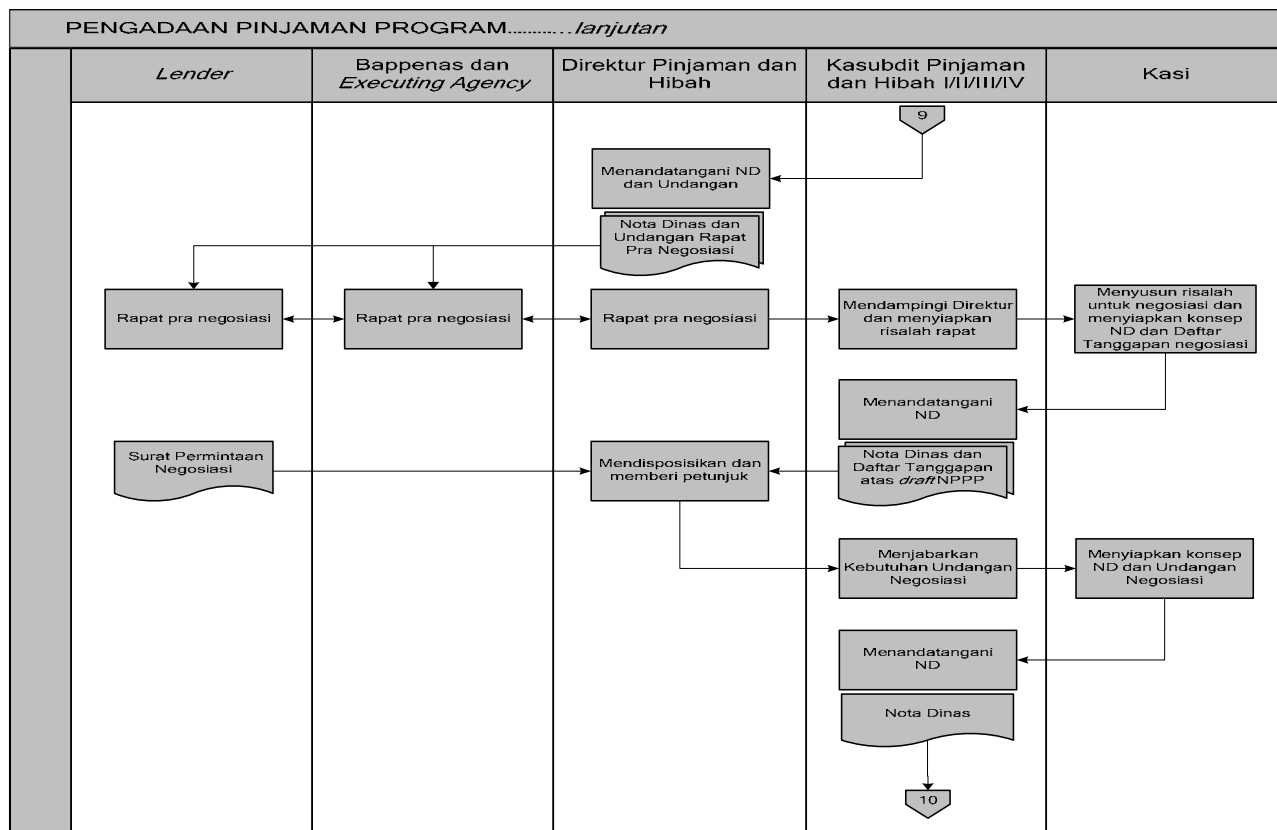 PENGADAAN PINJAMAN PROGRAM..............lanjutan
Lender
Bappenas dan
Executing Agency
Direktur Pinjaman dan
Hibah
Kasubdit Pinjaman
dan Hibah I/II/III/IV
Kasi
9
Menandatangani ND
dan Undangan
Nota Dinas dan
Undangan Rapat
Pra Negosiasi
Rapat pra negosiasi
Rapat pra negosiasi
Rapat pra negosiasi
Mendampingi Direktur
dan menyiapkan
risalah rapat
Menyusun risalah
untuk negosiasi dan
menyiapkan konsep
ND dan Daftar
Tanggapan negosiasi
Menandatangani
ND
Surat Permintaan
Negosiasi
Mendisposisikan dan
memberi petunjuk
Nota Dinas dan
Daftar Tanggapan
atas draft NPPP
Menjabarkan
Kebutuhan Undangan
Negosiasi
Menyiapkan konsep
ND dan Undangan
Negosiasi
Menandatangani
ND
Nota Dinas
10